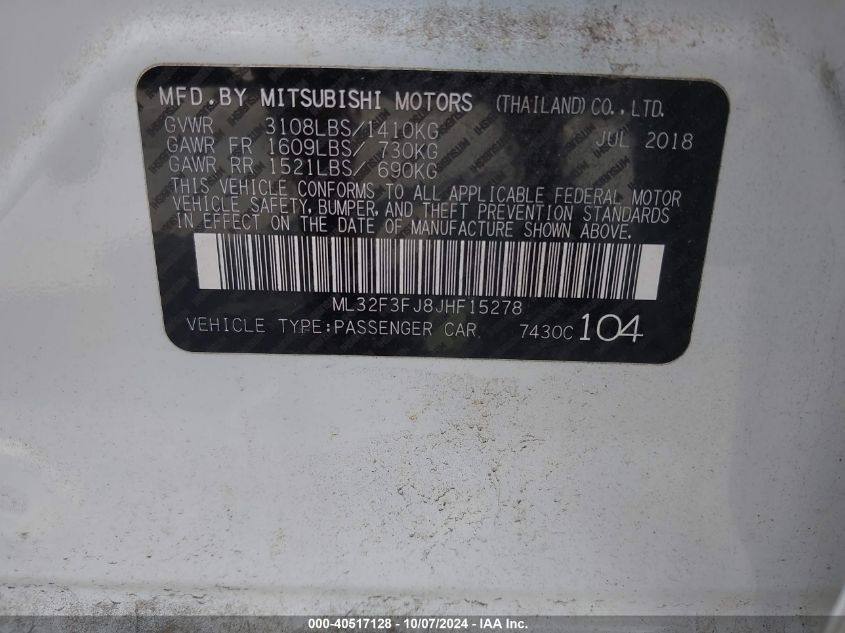 MFD.BY MITSUBISHI MOTORS (THAILAND) CO.,LTD.
GVWR 3108LBS/1410KG JUL 2018
GAWR FR 1609LBS/ 730KG
GAWR RR 1521LBS/ 690KG
THIS VEHICLE CONFORMS TO ALL APPLICABLE FEDERAL MOTOR
VEHICLE SAFETY, BUMPER, AND THEFT PREVENTION STANDARDS
IN EFFECT ON THE DATE OF MANUFACTURE SHOWN ABOVE.
ML32F3FJ8JHF15278
VEHICLE TYPE:PASSENGER CAR 7430C 104
000-40517128 - 10/07/2024 - IAA Inc.